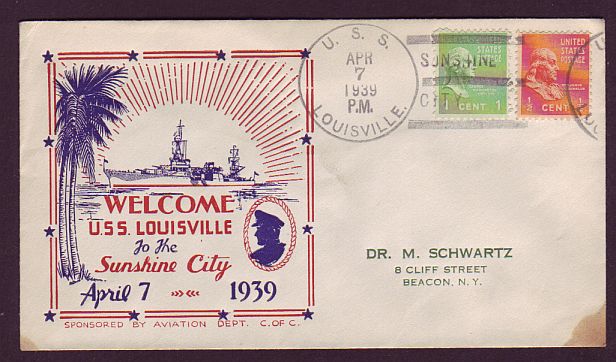 WELCOME
U.S.S. LOUISVILLE
To The
Sunshine City
April 7 1939
SPONSORED BY AVIATION DEPT. C. OF C.
U. S. S.
APR
7
1939
P.M.
LOUISVILLE.
SUNSHINE
CITY
UNITED
STATES
POSTAGE
CENT 1
UNITED
STATES
POSTAGE
1/2 CENT
DR. M. SCHWARTZ
8 CLIFF STREET
BEACON, N. Y.